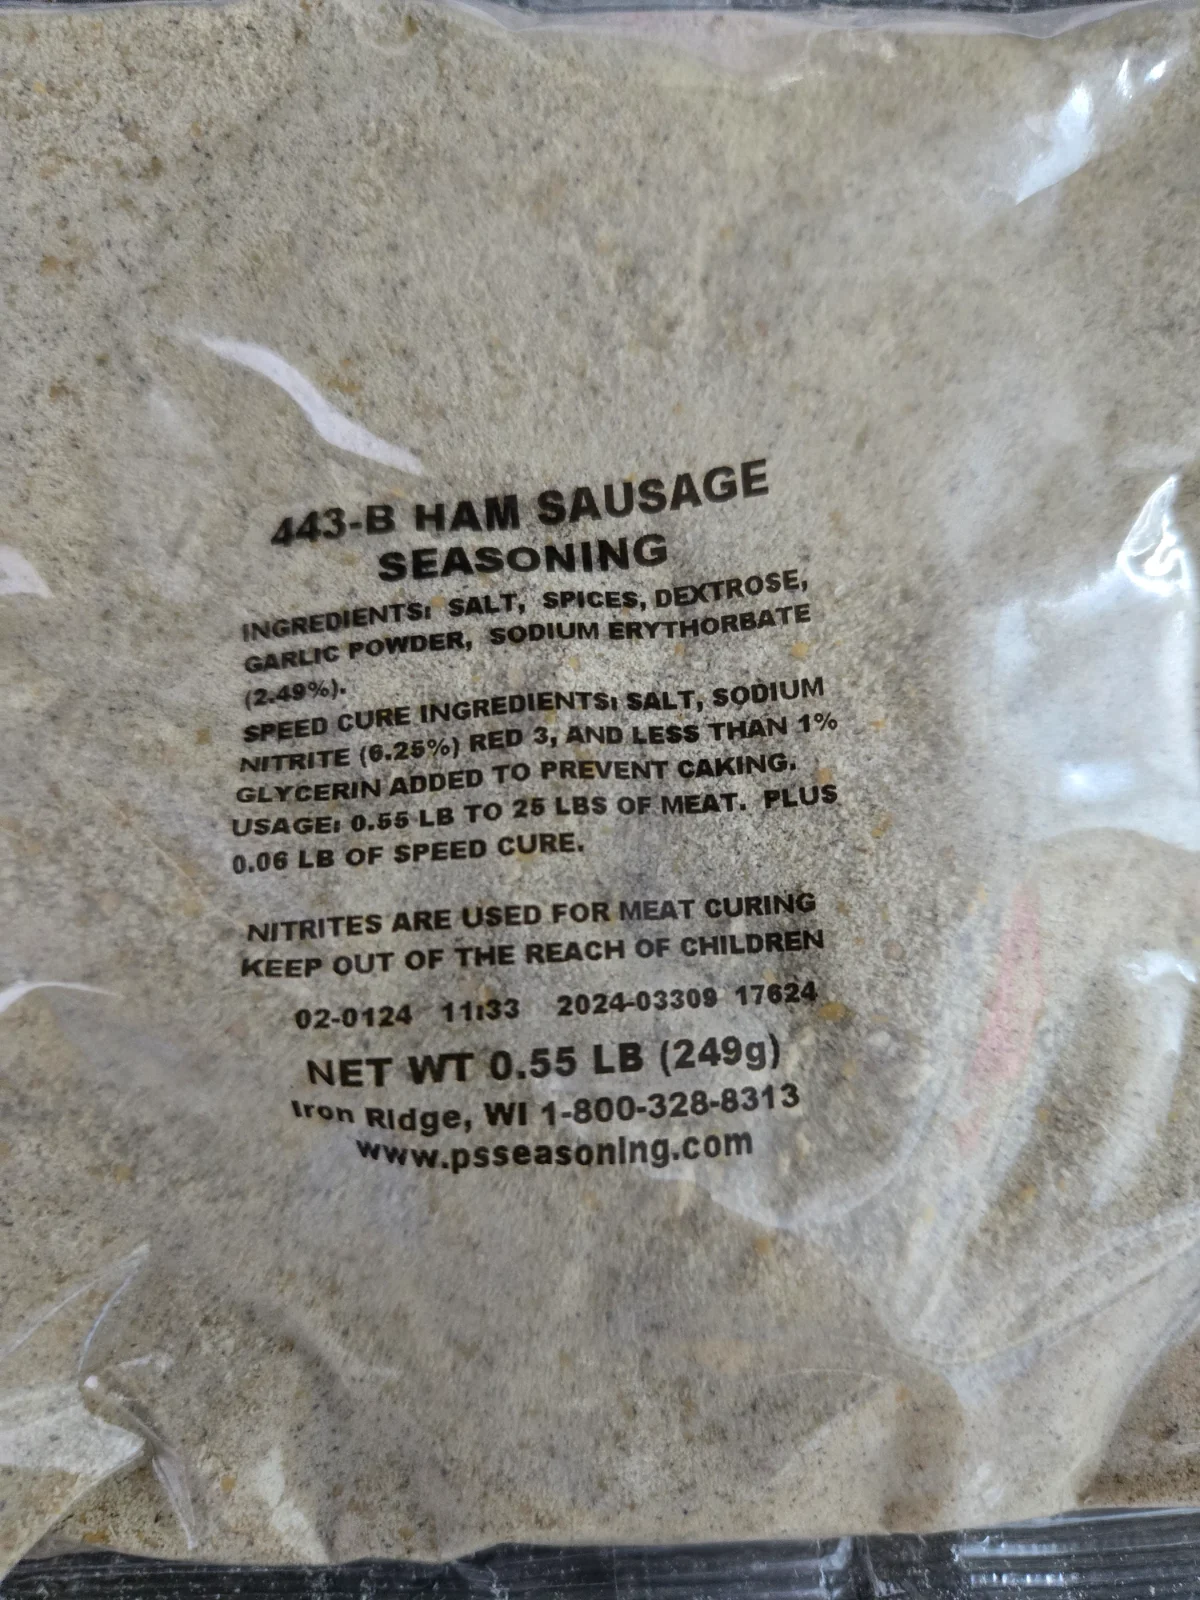 443-B HAM SAUSAGE
SEASONING
INGREDIENTS: SALT, SPICES, DEXTROSE,
GARLIC POWDER, SODIUM ERYTHORBATE
(2.49%).
SPEED CURE INGREDIENTS: SALT, SODIUM
NITRITE (6.25%) RED 3, AND LESS THAN 1%
GLYCERIN ADDED TO PREVENT CAKING.
USAGE: 0.55 LB TO 25 LBS OF MEAT. PLUS
0.06 LB OF SPEED CURE.
NITRITES ARE USED FOR MEAT CURING
KEEP OUT OF THE REACH OF CHILDREN
02-0124 11:33 2024-03309 17624
NET WT 0.55 LB (249g)
Iron Ridge, WI 1-800-328-8313
www.psseasoning.com